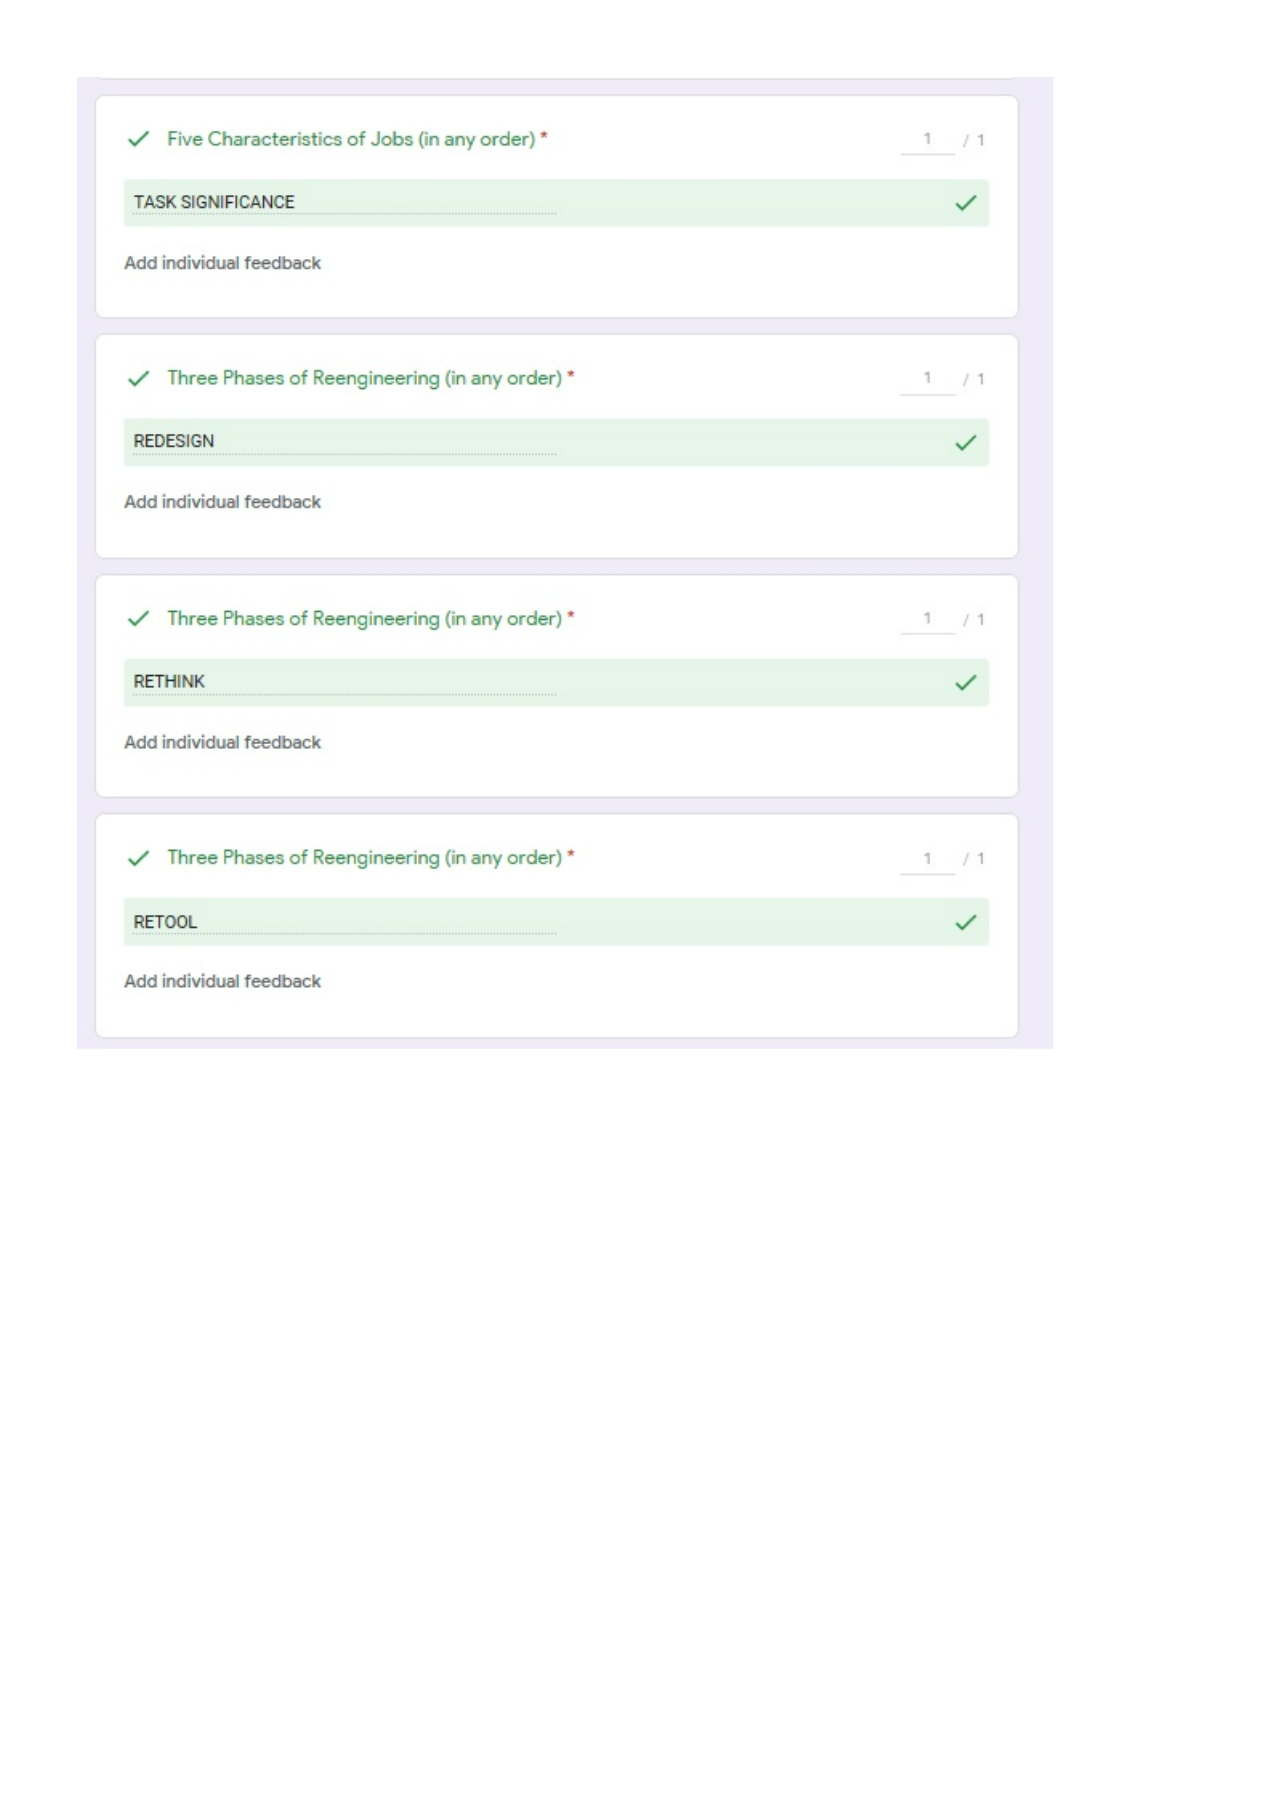 Five Characteristics of Jobs (in any order) *
1 / 1
TASK SIGNIFICANCE
Add individual feedback
Three Phases of Reengineering (in any order) *
1 / 1
REDESIGN
Add individual feedback
Three Phases of Reengineering (in any order) *
1 / 1
RETHINK
Add individual feedback
Three Phases of Reengineering (in any order) *
1 / 1
RETOOL
Add individual feedback